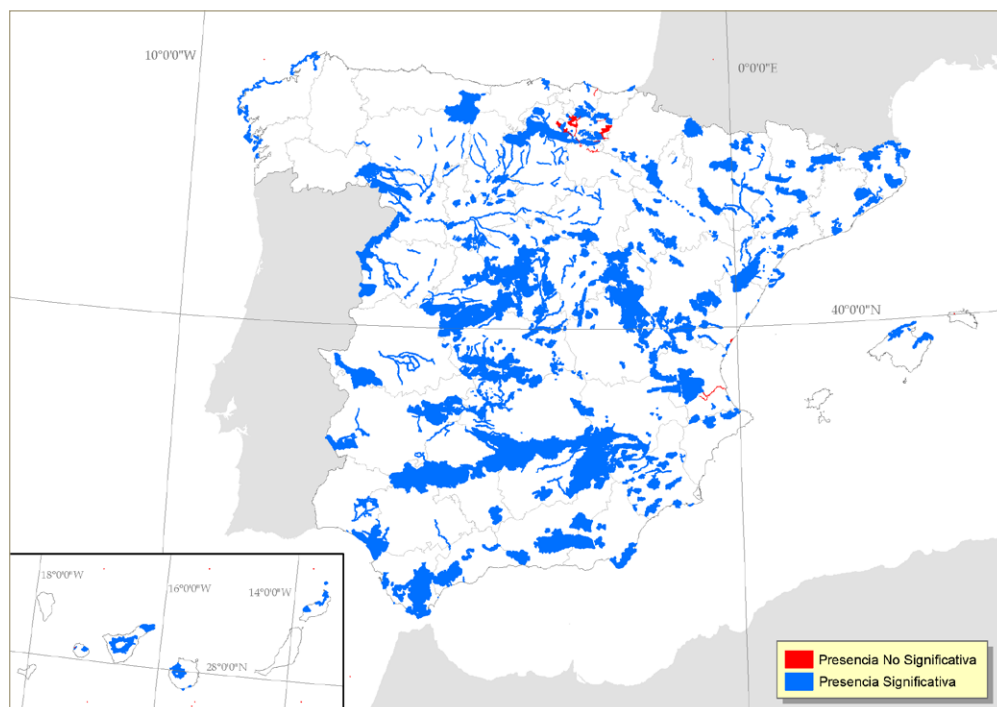 10°0'0"W
0°0'0"E
40°0'0"N
18°0'0"W
16°0'0"W
14°0'0"W
28°0'0"N
Presencia No Significativa
Presencia Significativa